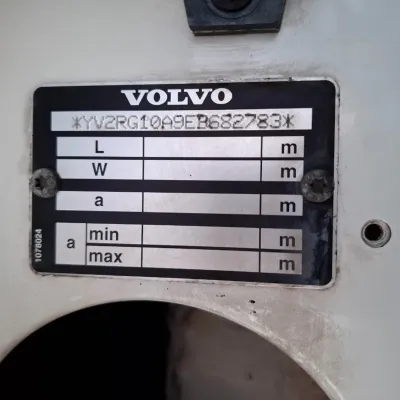 VOLVO
*YV2RG10A9EB682783*
L m
W m
a m
a min m
max m
1078024